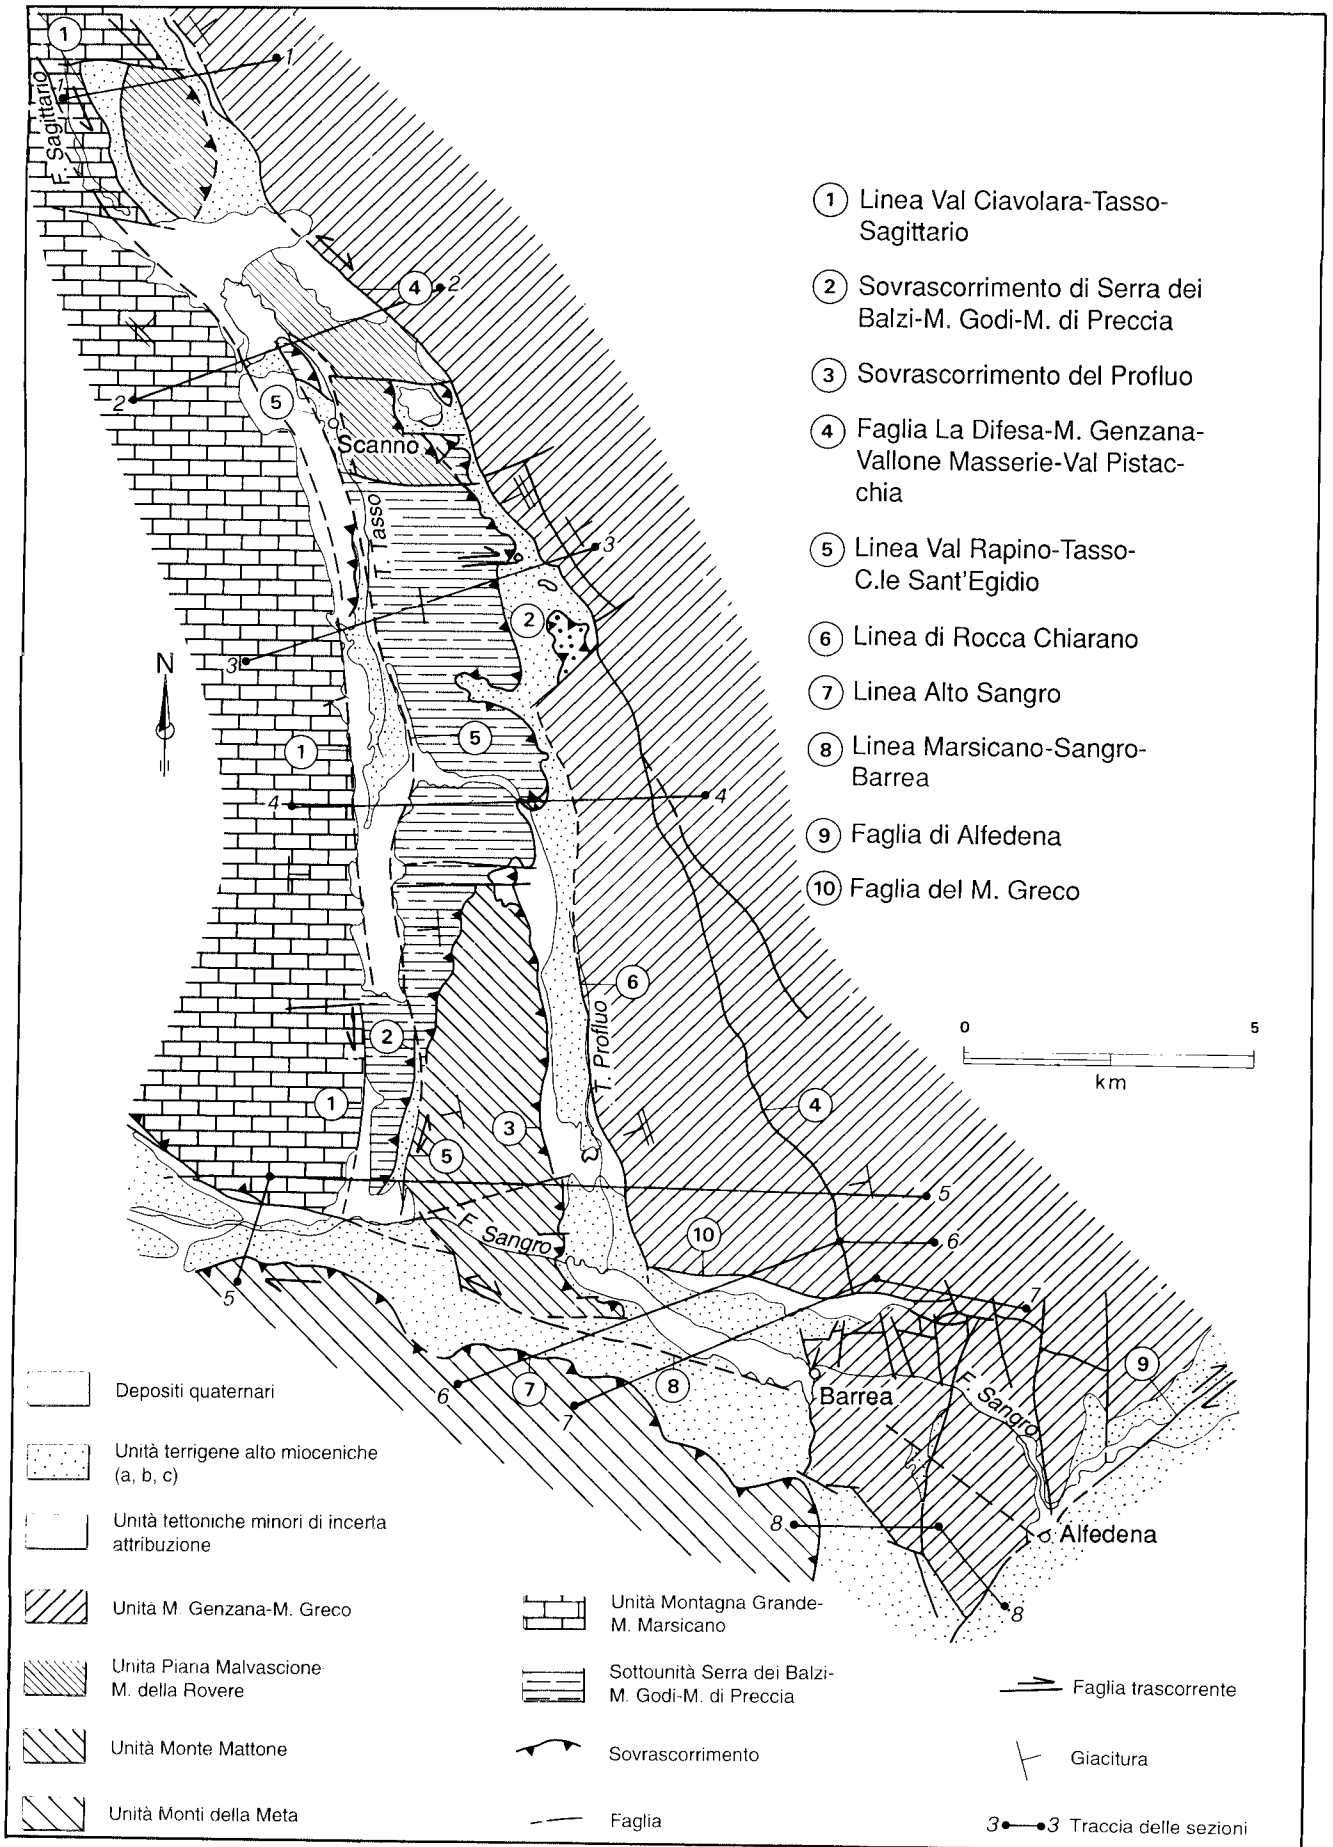 1
1
1
F. Sagittario
4
2
2
5
Scanno
T. Tasso
3
2
3
N
1
5
4
4
6
T. Profluo
2
1
3
5
4
5
F. Sangro
10
6
5
7
6
7
7
8
Barrea
F. Sangro
9
8
Alfedena
8
1 Linea Val Ciavolara-Tasso-
Sagittario
2 Sovrascorrimento di Serra dei
Balzi-M. Godi-M. di Preccia
3 Sovrascorrimento del Profluo
4 Faglia La Difesa-M. Genzana-
Vallone Masserie-Val Pistac-
chia
5 Linea Val Rapino-Tasso-
C.le Sant'Egidio
6 Linea di Rocca Chiarano
7 Linea Alto Sangro
8 Linea Marsicano-Sangro-
Barrea
9 Faglia di Alfedena
10 Faglia del M. Greco
0 5
km
Depositi quaternari
Unità terrigene alto mioceniche
(a, b, c)
Unità tettoniche minori di incerta
attribuzione
Unità M. Genzana-M. Greco
Unita Piana Malvascione-
M. della Rovere
Unità Monte Mattone
Unità Monti della Meta
Unità Montagna Grande-
M. Marsicano
Sottounità Serra dei Balzi-
M. Godi-M. di Preccia
Sovrascorrimento
Faglia
Faglia trascorrente
Giacitura
3 3 Traccia delle sezioni